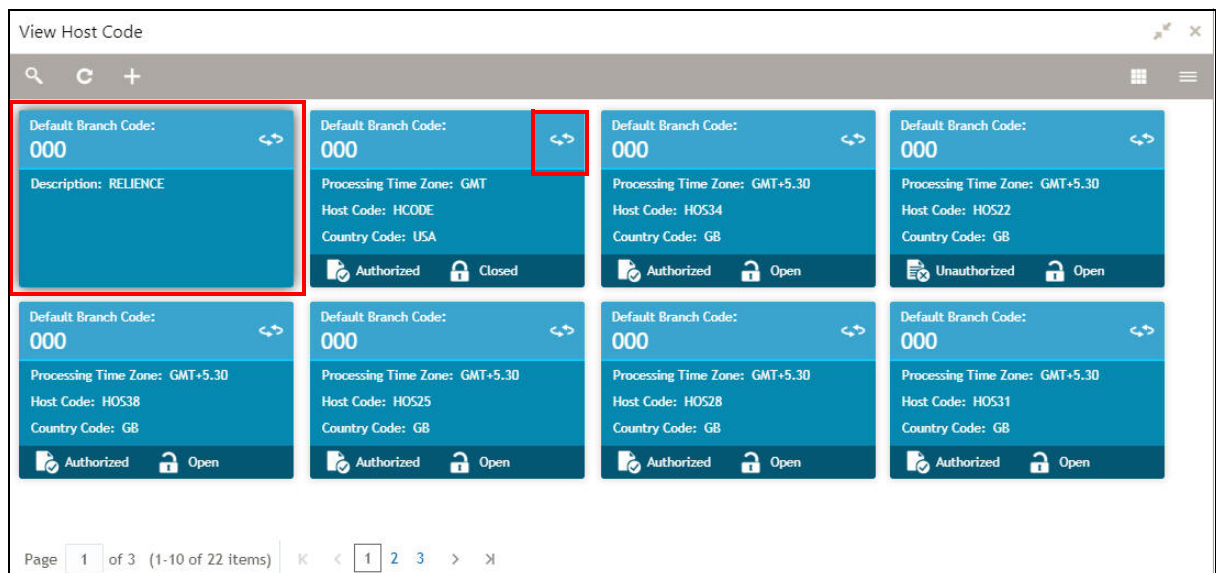 View Host Code
Default Branch Code:
000
Description: RELIENCE
Default Branch Code:
000
Processing Time Zone: GMT
Host Code: HCODE
Country Code: USA
Authorized Closed
Default Branch Code:
000
Processing Time Zone: GMT+5.30
Host Code: HOS34
Country Code: GB
Authorized Open
Default Branch Code:
000
Processing Time Zone: GMT+5.30
Host Code: HOS22
Country Code: GB
Unauthorized Open
Default Branch Code:
000
Processing Time Zone: GMT+5.30
Host Code: HOS38
Country Code: GB
Authorized Open
Default Branch Code:
000
Processing Time Zone: GMT+5.30
Host Code: HOS25
Country Code: GB
Authorized Open
Default Branch Code:
000
Processing Time Zone: GMT+5.30
Host Code: HOS28
Country Code: GB
Authorized Open
Default Branch Code:
000
Processing Time Zone: GMT+5.30
Host Code: HOS31
Country Code: GB
Authorized Open
Page 1 of 3 (1-10 of 22 items) 1 2 3